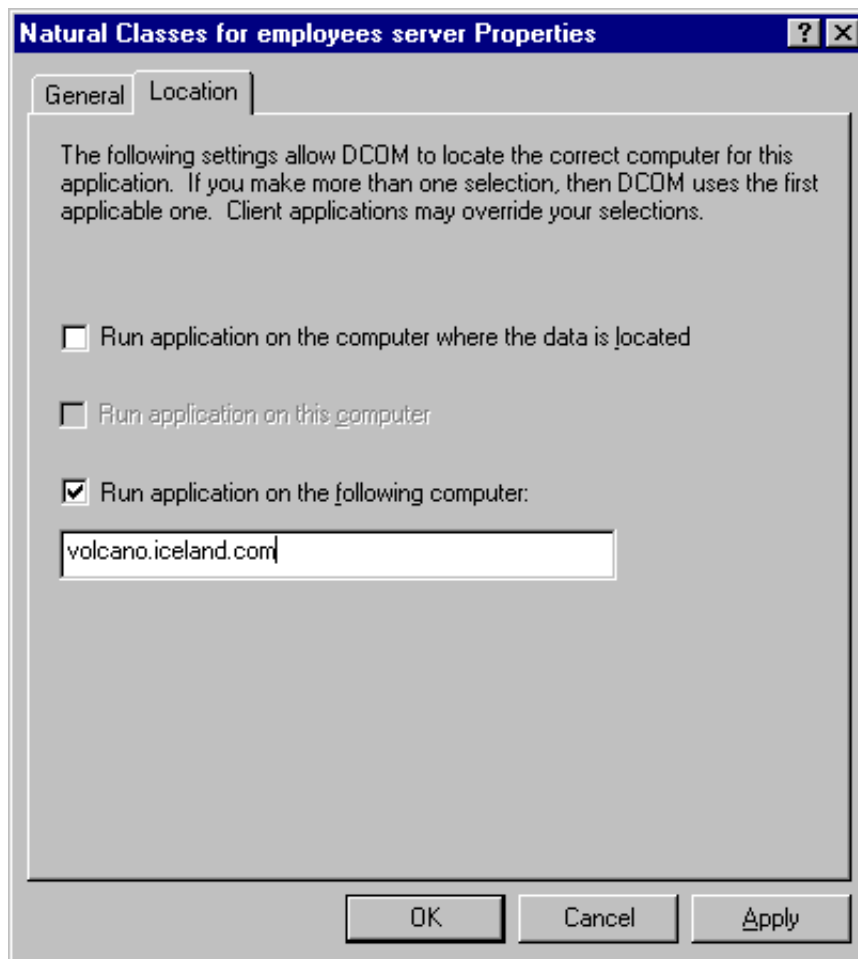 Natural Classes for employees server Properties
General Location
The following settings allow DCOM to locate the correct computer for this
application. If you make more than one selection, then DCOM uses the first
applicable one. Client applications may override your selections.
Run application on the computer where the data is located
Run application on this computer
Run application on the following computer:
volcano.iceland.com
OK Cancel Apply